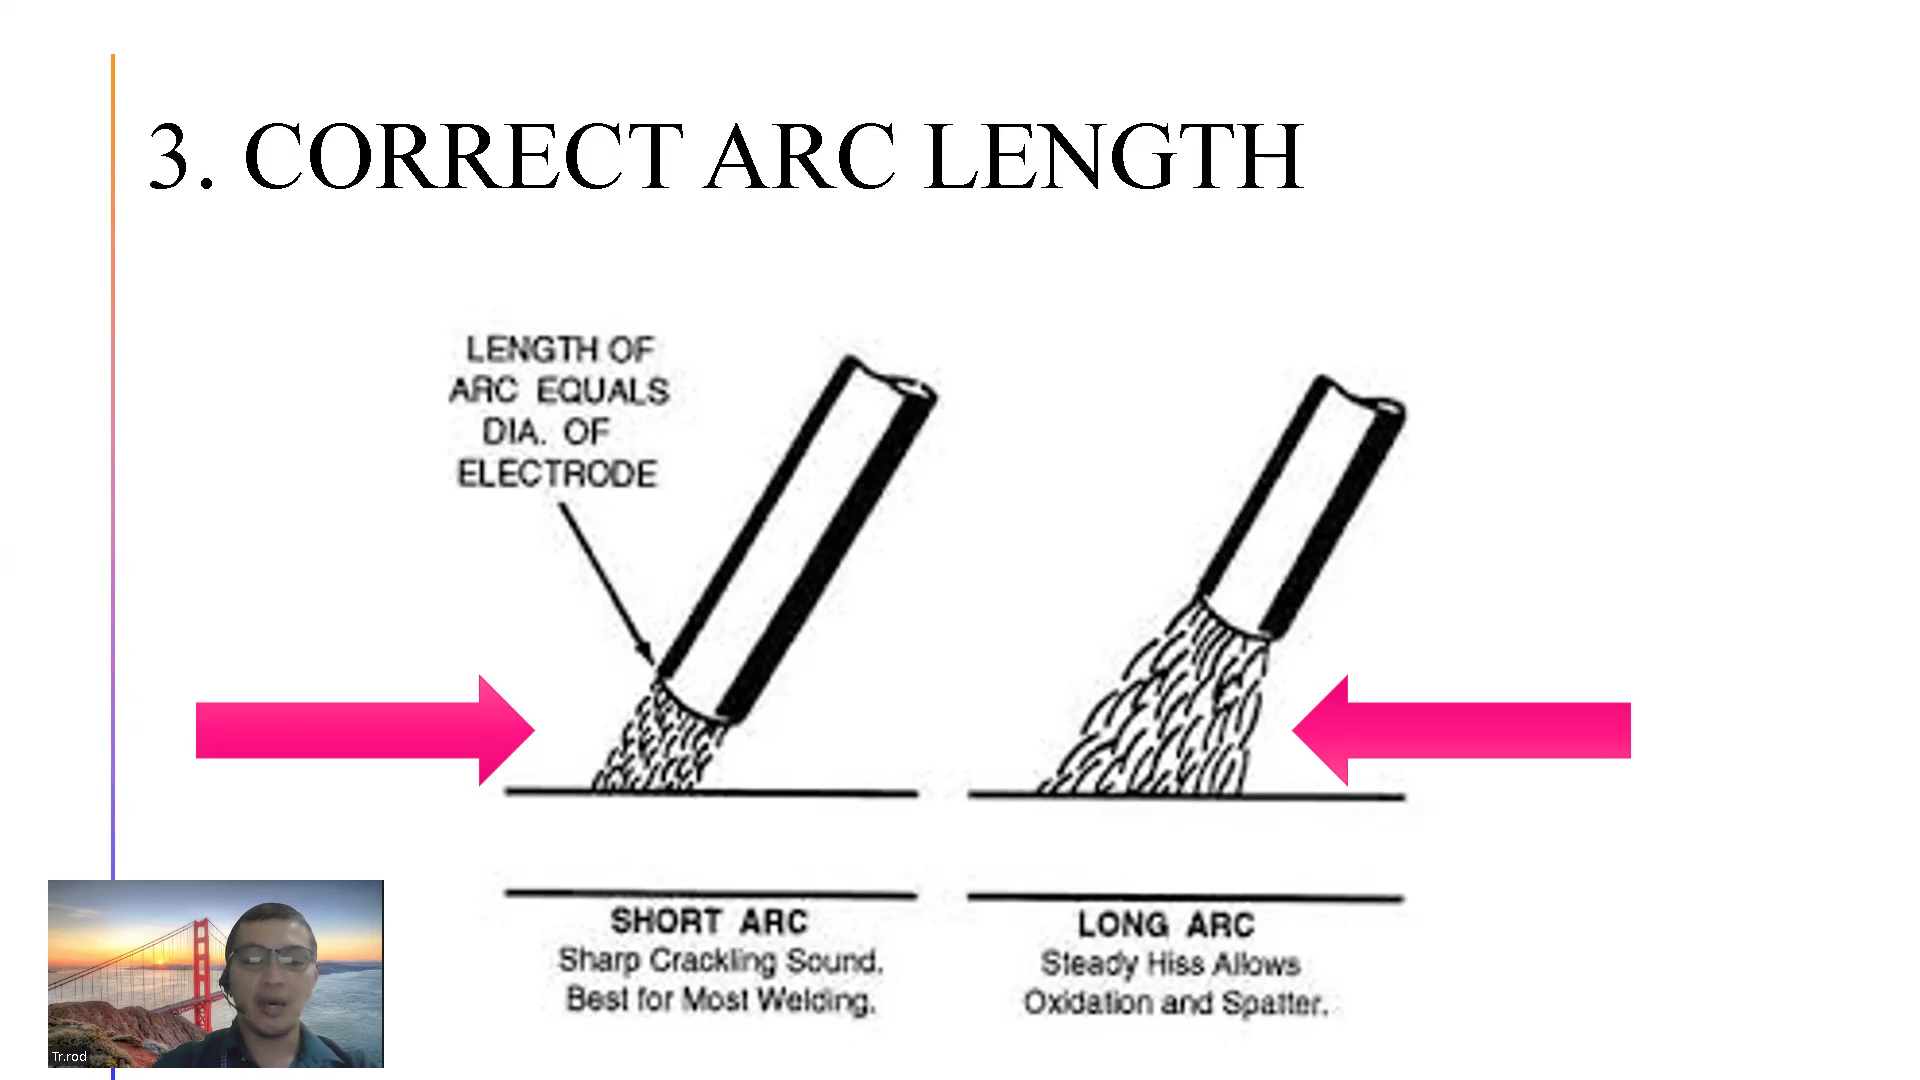 3. CORRECT ARC LENGTH
LENGTH OF
ARC EQUALS
DIA. OF
ELECTRODE
SHORT ARC
Sharp Crackling Sound.
Best for Most Welding.
LONG ARC
Steady Hiss Allows
Oxidation and Spatter.
Tr.rod